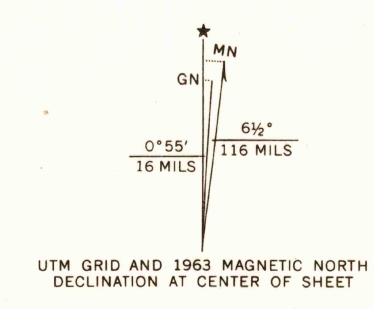 ★
MN
GN
6½°
116 MILS
0°55'
16 MILS
UTM GRID AND 1963 MAGNETIC NORTH
DECLINATION AT CENTER OF SHEET